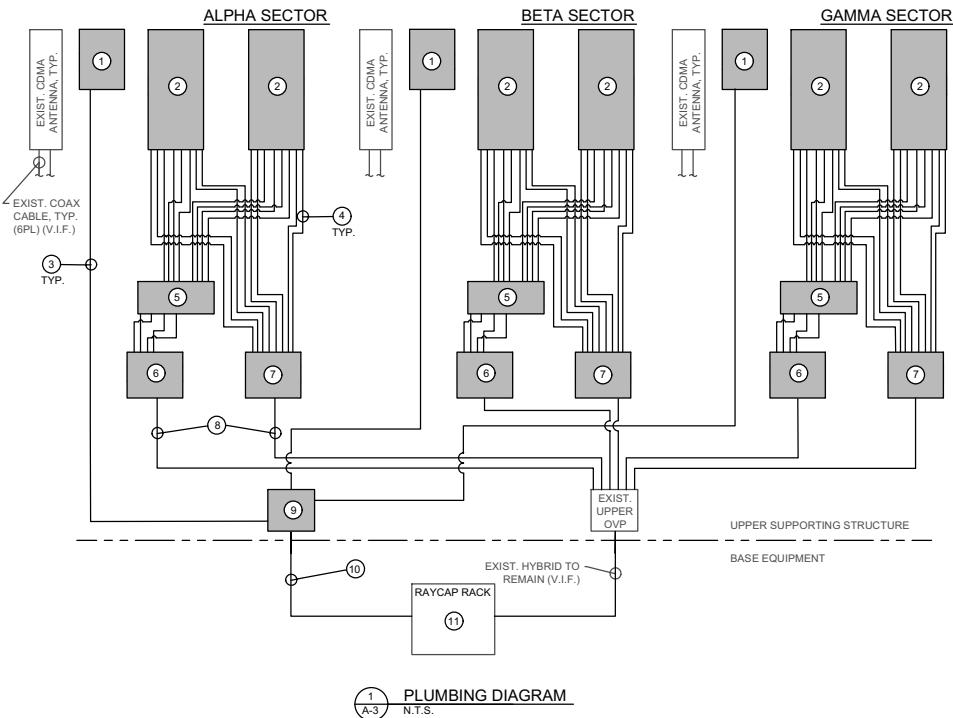 ALPHA SECTOR
BETA SECTOR
GAMMA SECTOR
EXIST. CDMA
ANTENNA, TYP.
1
2
2
EXIST. CDMA
ANTENNA, TYP.
1
2
2
EXIST. CDMA
ANTENNA, TYP.
1
2
2
EXIST. COAX
CABLE, TYP.
(6PL) (V.I.F.)
4
TYP.
3
TYP.
5
5
5
6
7
6
7
6
7
8
9
EXIST.
UPPER
OVP
UPPER SUPPORTING STRUCTURE
BASE EQUIPMENT
10
EXIST. HYBRID TO
REMAIN (V.I.F.)
RAYCAP RACK
11
1
A-3
PLUMBING DIAGRAM
N.T.S.